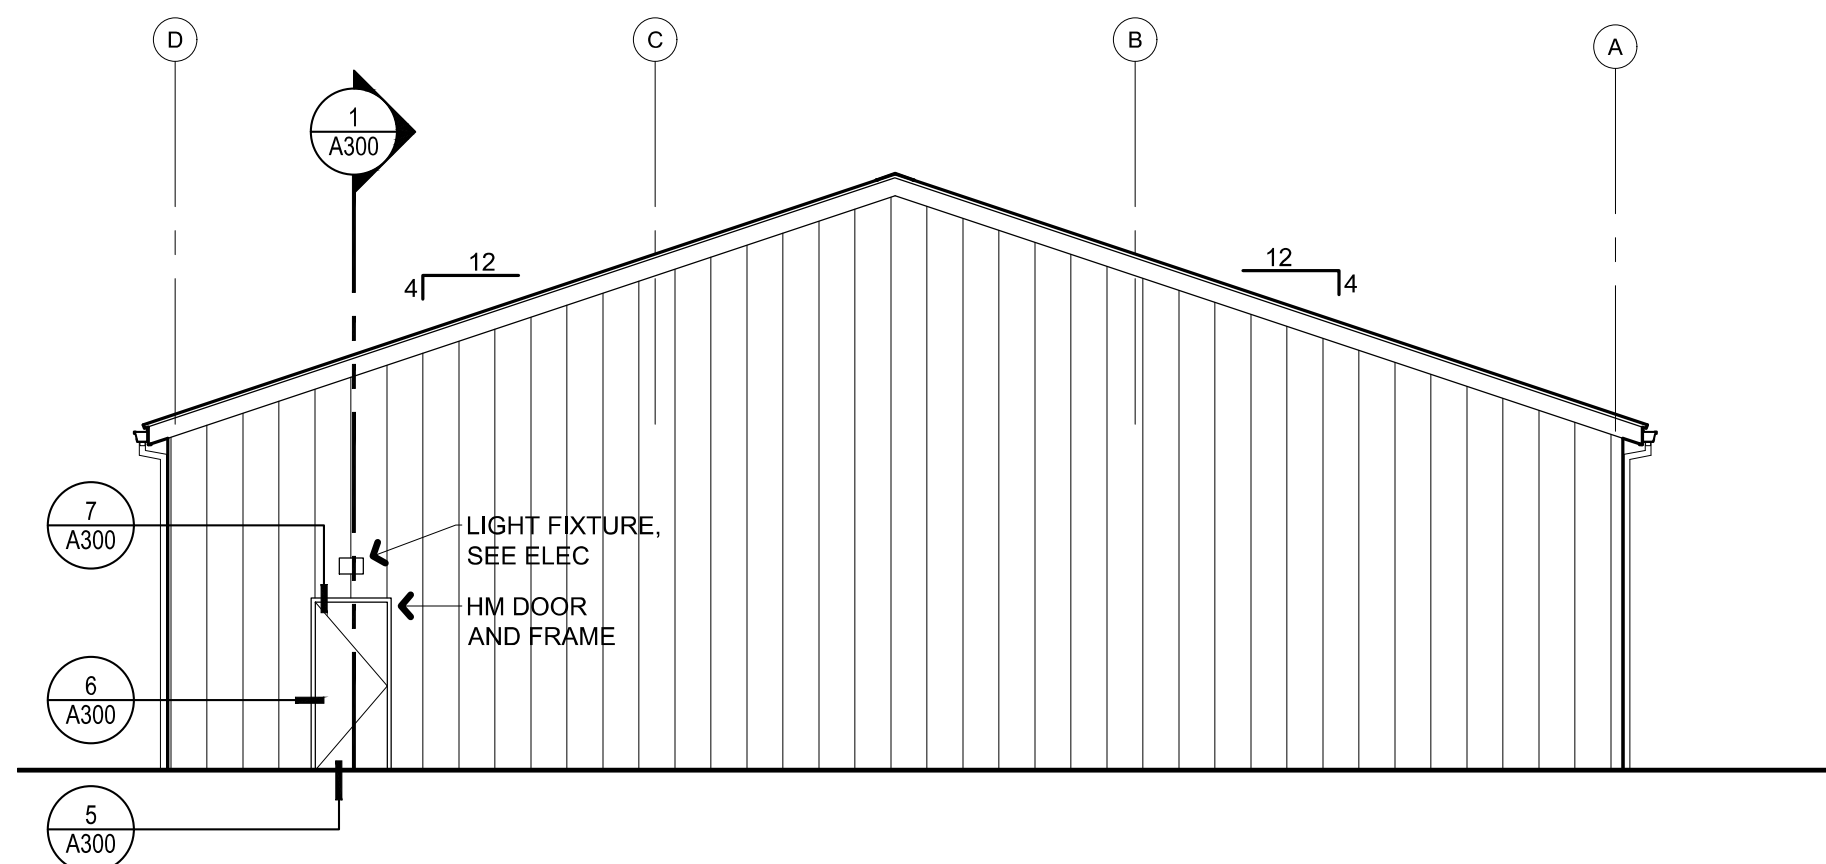 D
C
B
A
1
A300
12
4
12
4
7
A300
LIGHT FIXTURE,
SEE ELEC
HM DOOR
AND FRAME
6
A300
5
A300